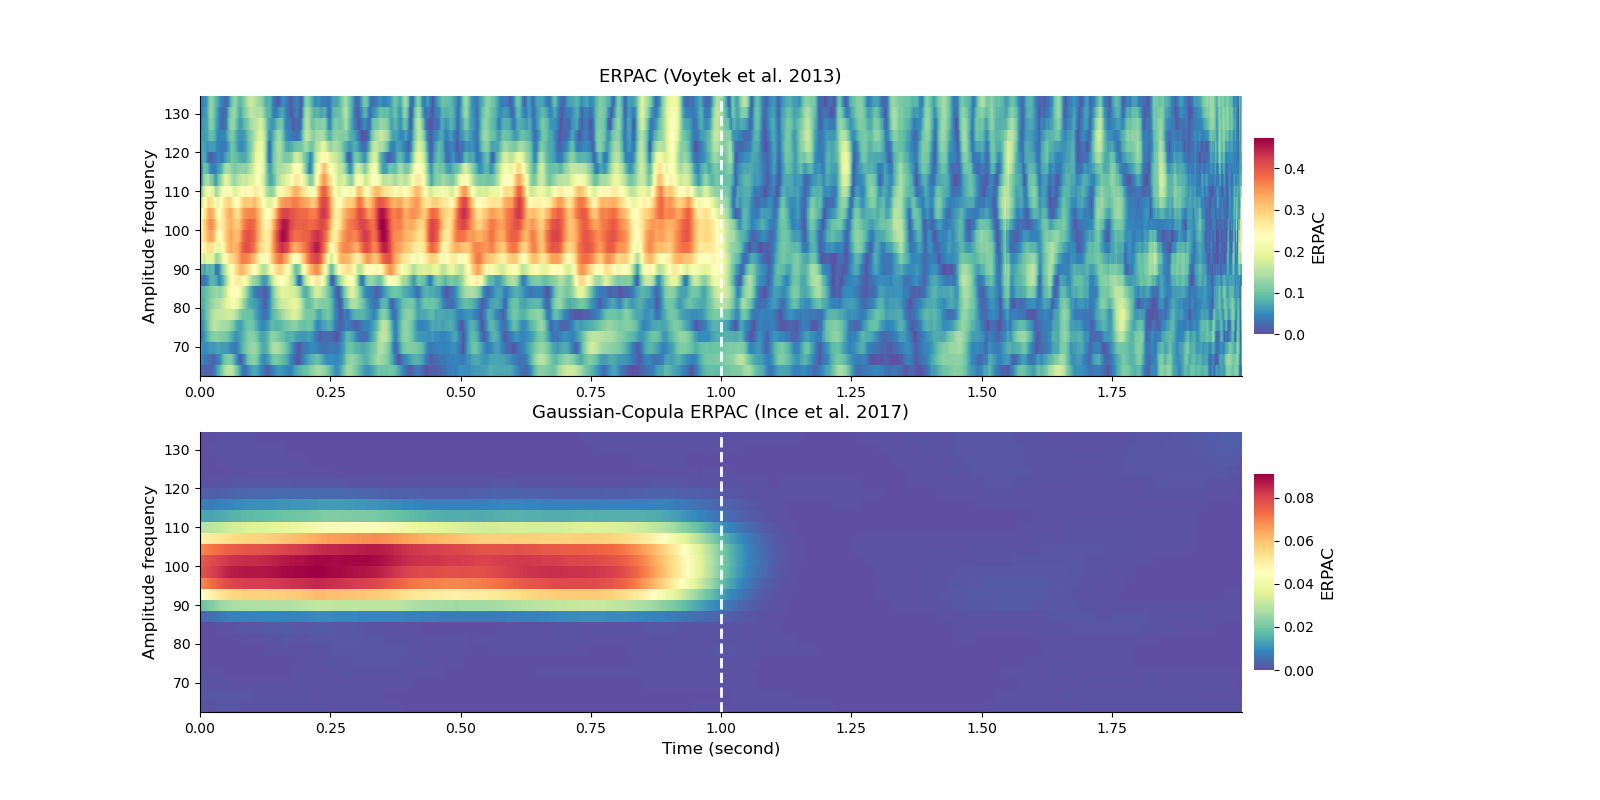 ERPAC (Voytek et al. 2013)
Amplitude frequency
130
120
110
100
90
80
70
0.00 0.25 0.50 0.75 1.00 1.25 1.50 1.75
0.4
0.3
0.2
0.1
0.0
ERPAC
Gaussian-Copula ERPAC (Ince et al. 2017)
Amplitude frequency
130
120
110
100
90
80
70
0.00 0.25 0.50 0.75 1.00 1.25 1.50 1.75
Time (second)
0.08
0.06
0.04
0.02
0.00
ERPAC